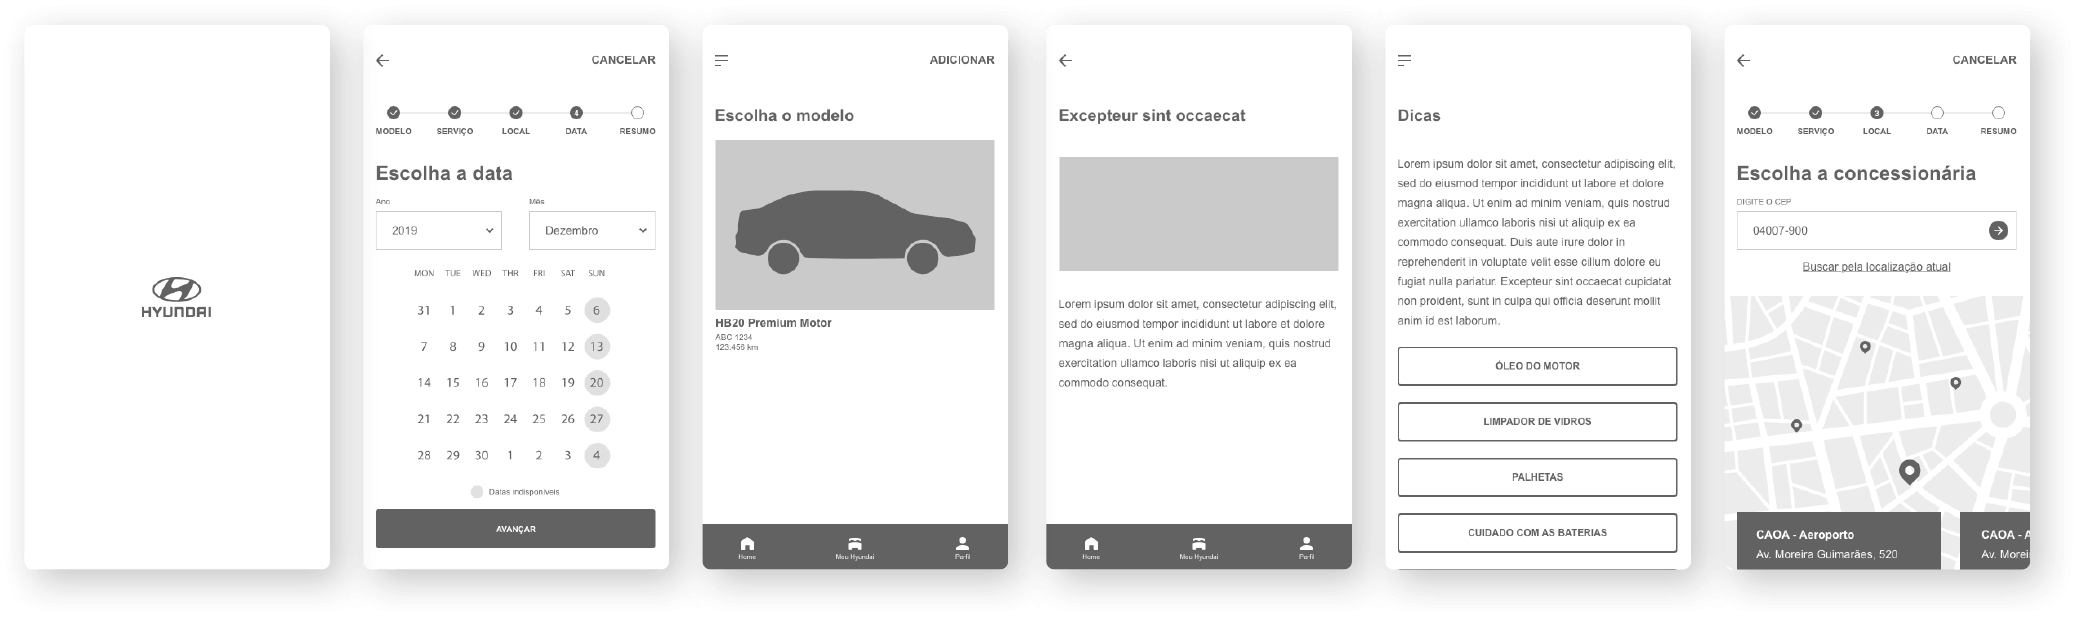 HYUNDAI
CANCELAR
MODELO SERVIÇO LOCAL 4 DATA RESUMO
Escolha a data
Ano Mês
2019 Dezembro
MON TUE WED THR FRI SAT SUN
31 1 2 3 4 5 6
7 8 9 10 11 12 13
14 15 16 17 18 19 20
21 22 23 24 25 26 27
28 29 30 1 2 3 4
Datas indisponíveis
AVANÇAR
ADICIONAR
Escolha o modelo
HB20 Premium Motor
ABC 1234
123.456 km
Home Meu Hyundai Perfil
Excepteur sint occaecat
Lorem ipsum dolor sit amet, consectetur adipiscing elit,
sed do eiusmod tempor incididunt ut labore et dolore
magna aliqua. Ut enim ad minim veniam, quis nostrud
exercitation ullamco laboris nisi ut aliquip ex ea
commodo consequat.
Home Meu Hyundai Perfil
Dicas
Lorem ipsum dolor sit amet, consectetur adipiscing elit,
sed do eiusmod tempor incididunt ut labore et dolore
magna aliqua. Ut enim ad minim veniam, quis nostrud
exercitation ullamco laboris nisi ut aliquip ex ea
commodo consequat. Duis aute irure dolor in
reprehenderit in voluptate velit esse cillum dolore eu
fugiat nulla pariatur. Excepteur sint occaecat cupidatat
non proident, sunt in culpa qui officia deserunt mollit
anim id est laborum.
ÓLEO DO MOTOR
LIMPADOR DE VIDROS
PALHETAS
CUIDADO COM AS BATERIAS
CANCELAR
MODELO SERVIÇO 3 LOCAL DATA RESUMO
Escolha a concessionária
DIGITE O CEP
04007-900
Buscar pela localização atual
CAOA - Aeroporto
Av. Moreira Guimarães, 520
CAOA - A
Av. Morei